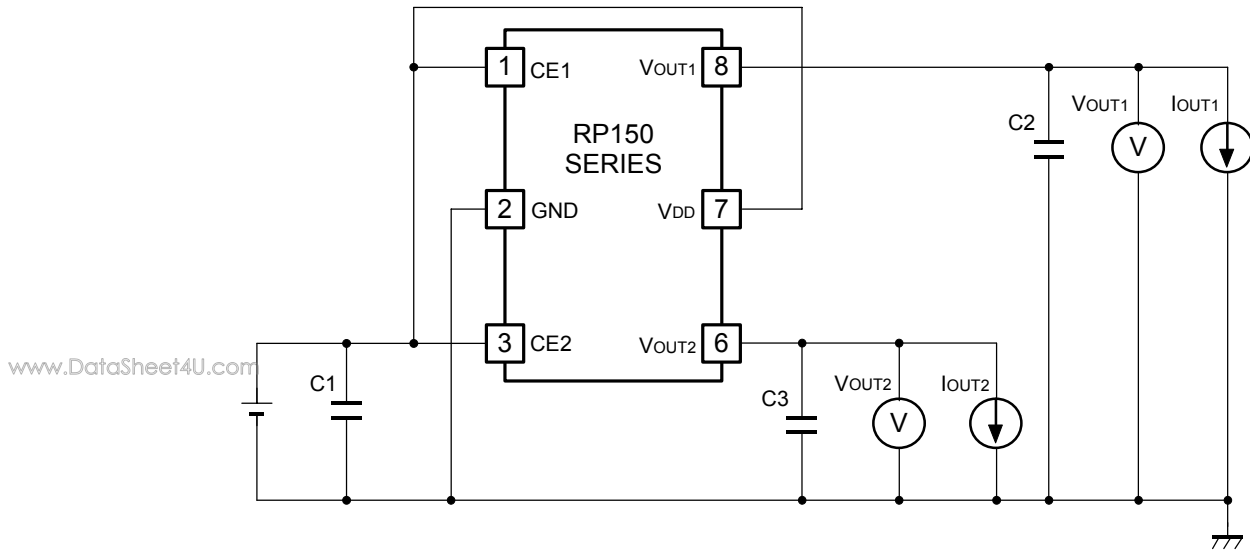 1 CE1
VOUT1 8
RP150
SERIES
2 GND
VDD 7
3 CE2
VOUT2 6
C2
VOUT1
V
IOUT1
www.DataSheet4U.com
C1
C3
VOUT2
V
IOUT2